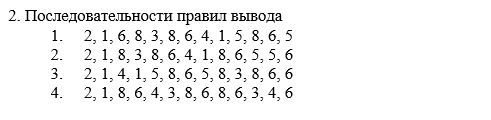 2. Последовательности правил вывода
1. 2, 1, 6, 8, 3, 8, 6, 4, 1, 5, 8, 6, 5
2. 2, 1, 8, 3, 8, 6, 4, 1, 8, 6, 5, 5, 6
3. 2, 1, 4, 1, 5, 8, 6, 5, 8, 3, 8, 6, 6
4. 2, 1, 8, 6, 4, 3, 8, 6, 8, 6, 3, 4, 6